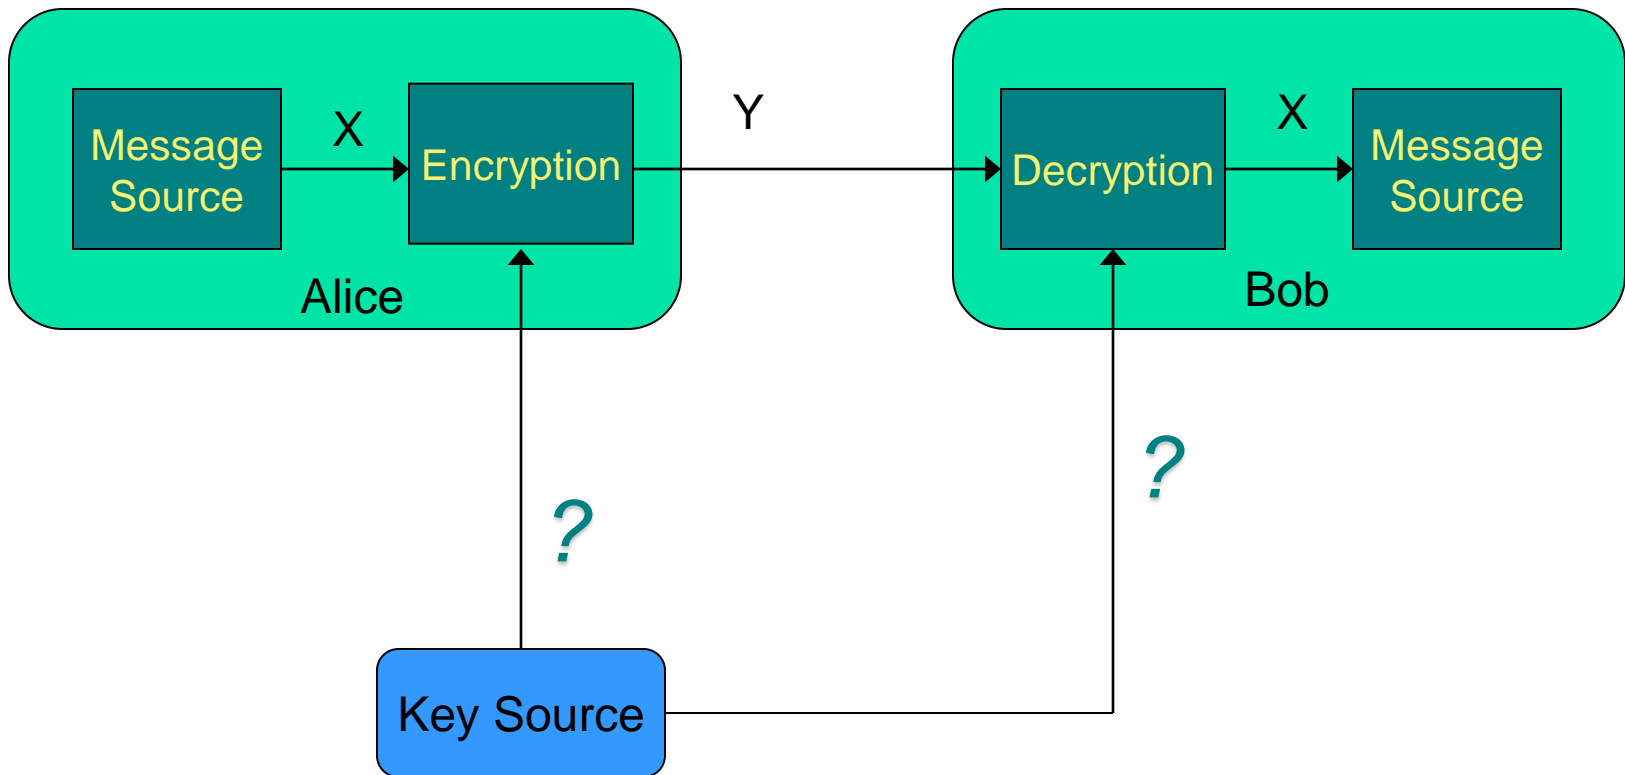 Message
Source
X
Encryption
Alice
Y
Decryption
X
Message
Source
Bob
?
?
Key Source